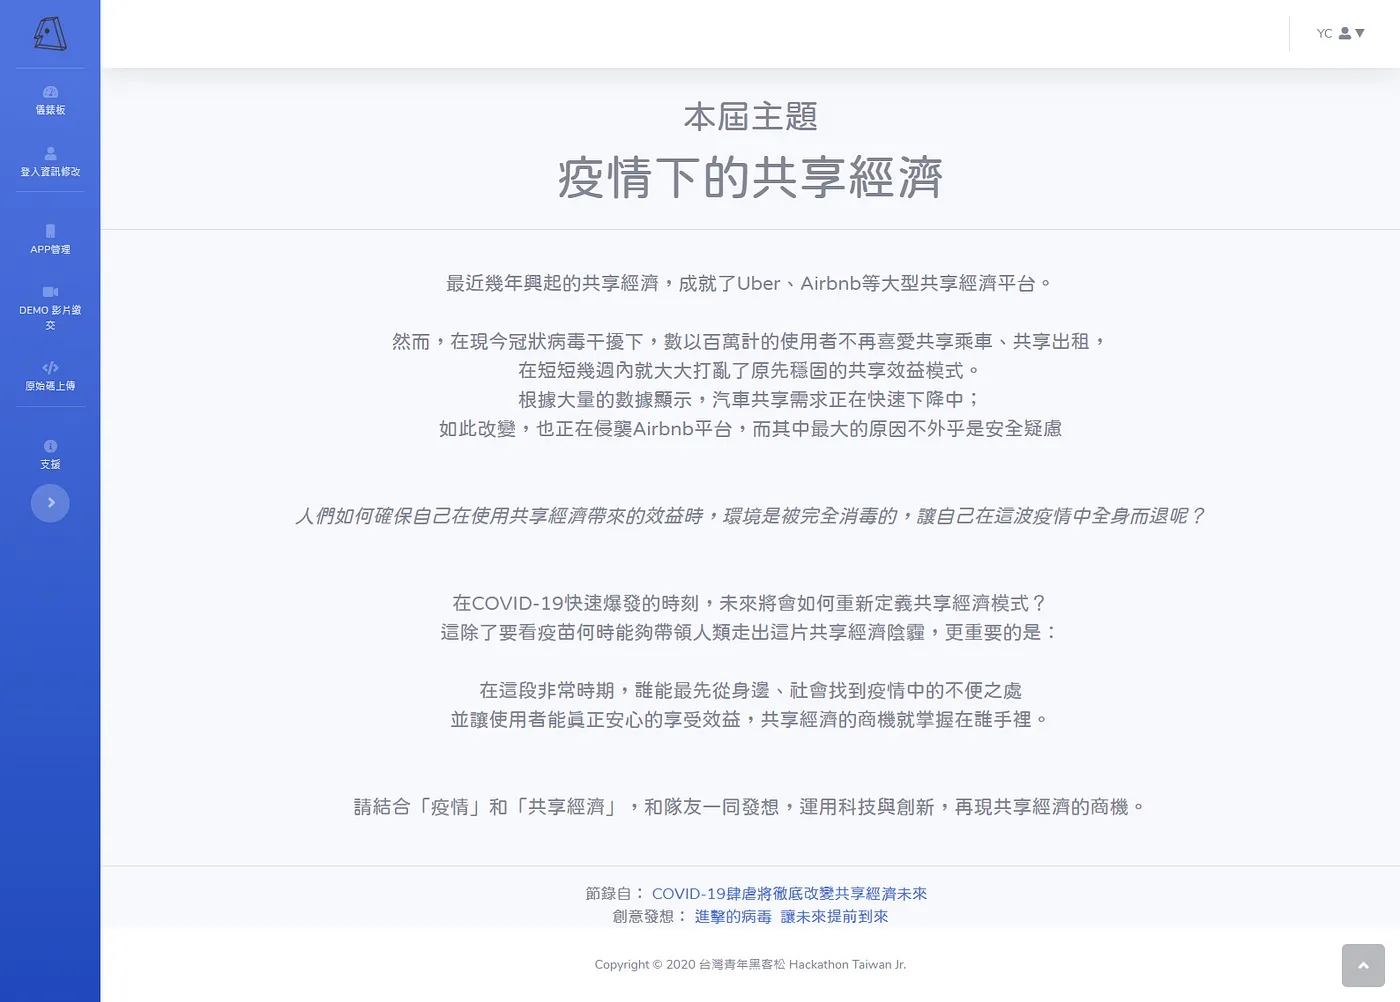 YC
儀錶板
登入資訊修改
APP管理
DEMO 影片繳
交
原始碼上傳
支援
本屆主題
疫情下的共享經濟
最近幾年興起的共享經濟，成就了Uber、Airbnb等大型共享經濟平台。
然而，在現今冠狀病毒干擾下，數以百萬計的使用者不再喜愛共享乘車、共享出租，
在短短幾週內就大大打亂了原先穩固的共享效益模式。
根據大量的數據顯示，汽車共享需求正在快速下降中；
如此改變，也正在侵襲Airbnb平台，而其中最大的原因不外乎是安全疑慮
人們如何確保自己在使用共享經濟帶來的效益時，環境是被完全消毒的，讓自己在這波疫情中全身而退呢？
在COVID-19快速爆發的時刻，未來將會如何重新定義共享經濟模式？
這除了要看疫苗何時能夠帶領人類走出這片共享經濟陰霾，更重要的是：
在這段非常時期，誰能最先從身邊、社會找到疫情中的不便之處
並讓使用者能真正安心的享受效益，共享經濟的商機就掌握在誰手裡。
請結合「疫情」和「共享經濟」，和隊友一同發想，運用科技與創新，再現共享經濟的商機。
節錄自： COVID-19肆虐將徹底改變共享經濟未來
創意發想： 進擊的病毒 讓未來提前到來
Copyright © 2020 台灣青年黑客松 Hackathon Taiwan Jr.